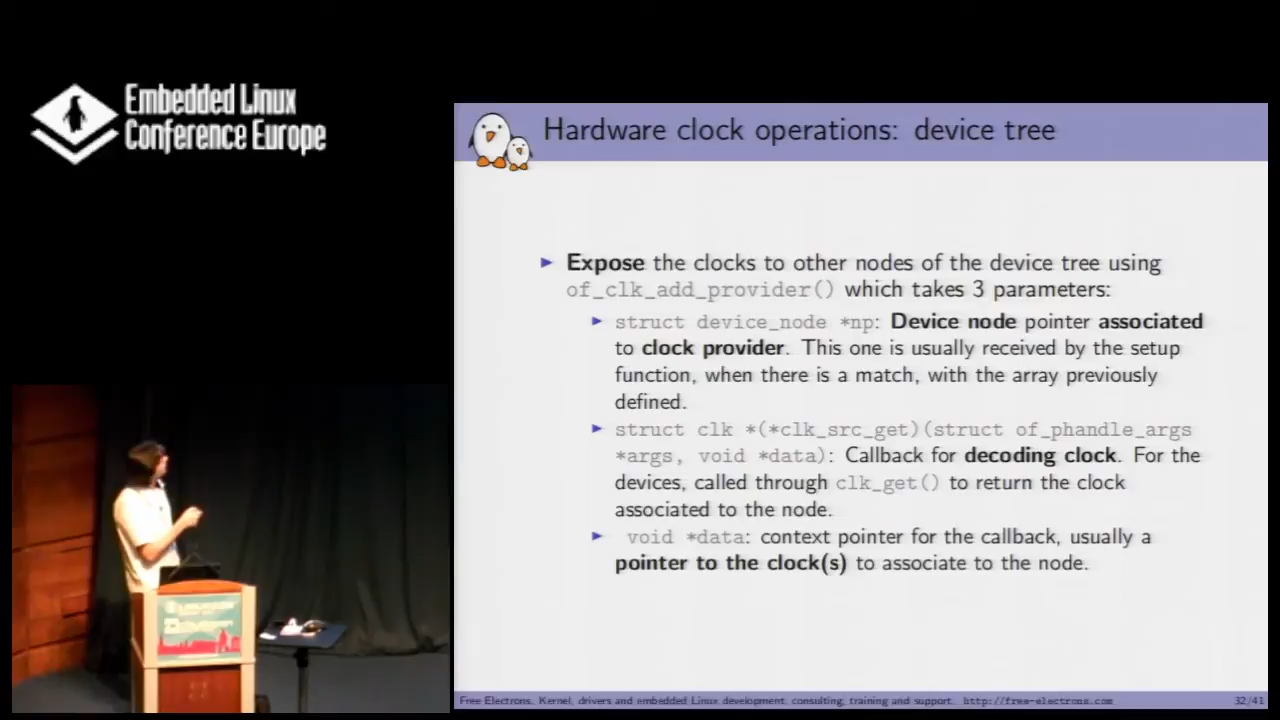 Embedded Linux
Conference Europe
Hardware clock operations: device tree
Expose the clocks to other nodes of the device tree using
of_clk_add_provider() which takes 3 parameters:
struct device_node *np: Device node pointer associated
to clock provider. This one is usually received by the setup
function, when there is a match, with the array previously
defined.
struct clk *(*clk_src_get)(struct of_phandle_args
*args, void *data): Callback for decoding clock. For the
devices, called through clk_get() to return the clock
associated to the node.
void *data: context pointer for the callback, usually a
pointer to the clock(s) to associate to the node.
Free Electrons. Kernel, drivers and embedded Linux development, consulting, training and support. http://free-electrons.com 32/41